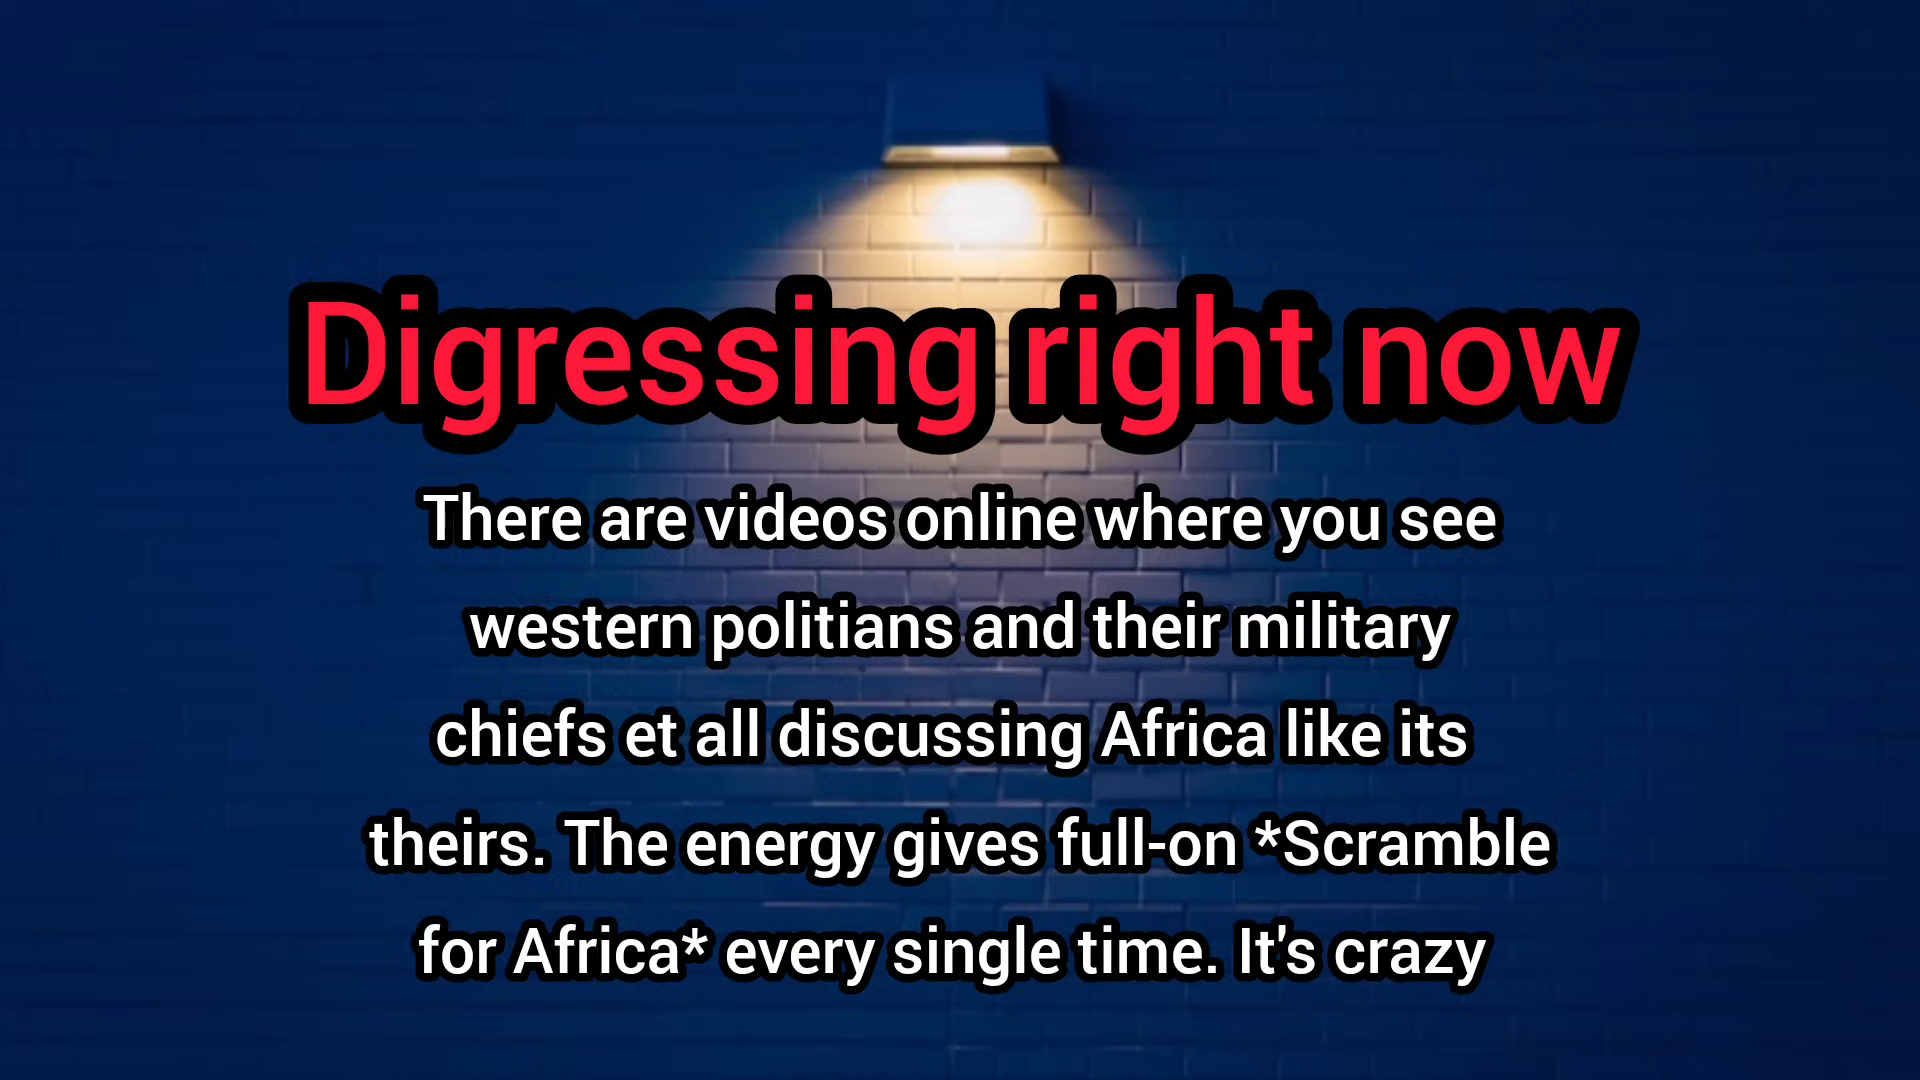 Digressing right now
There are videos online where you see
western politians and their military
chiefs et all discussing Africa like its
theirs. The energy gives full-on *Scramble
for Africa* every single time. It's crazy